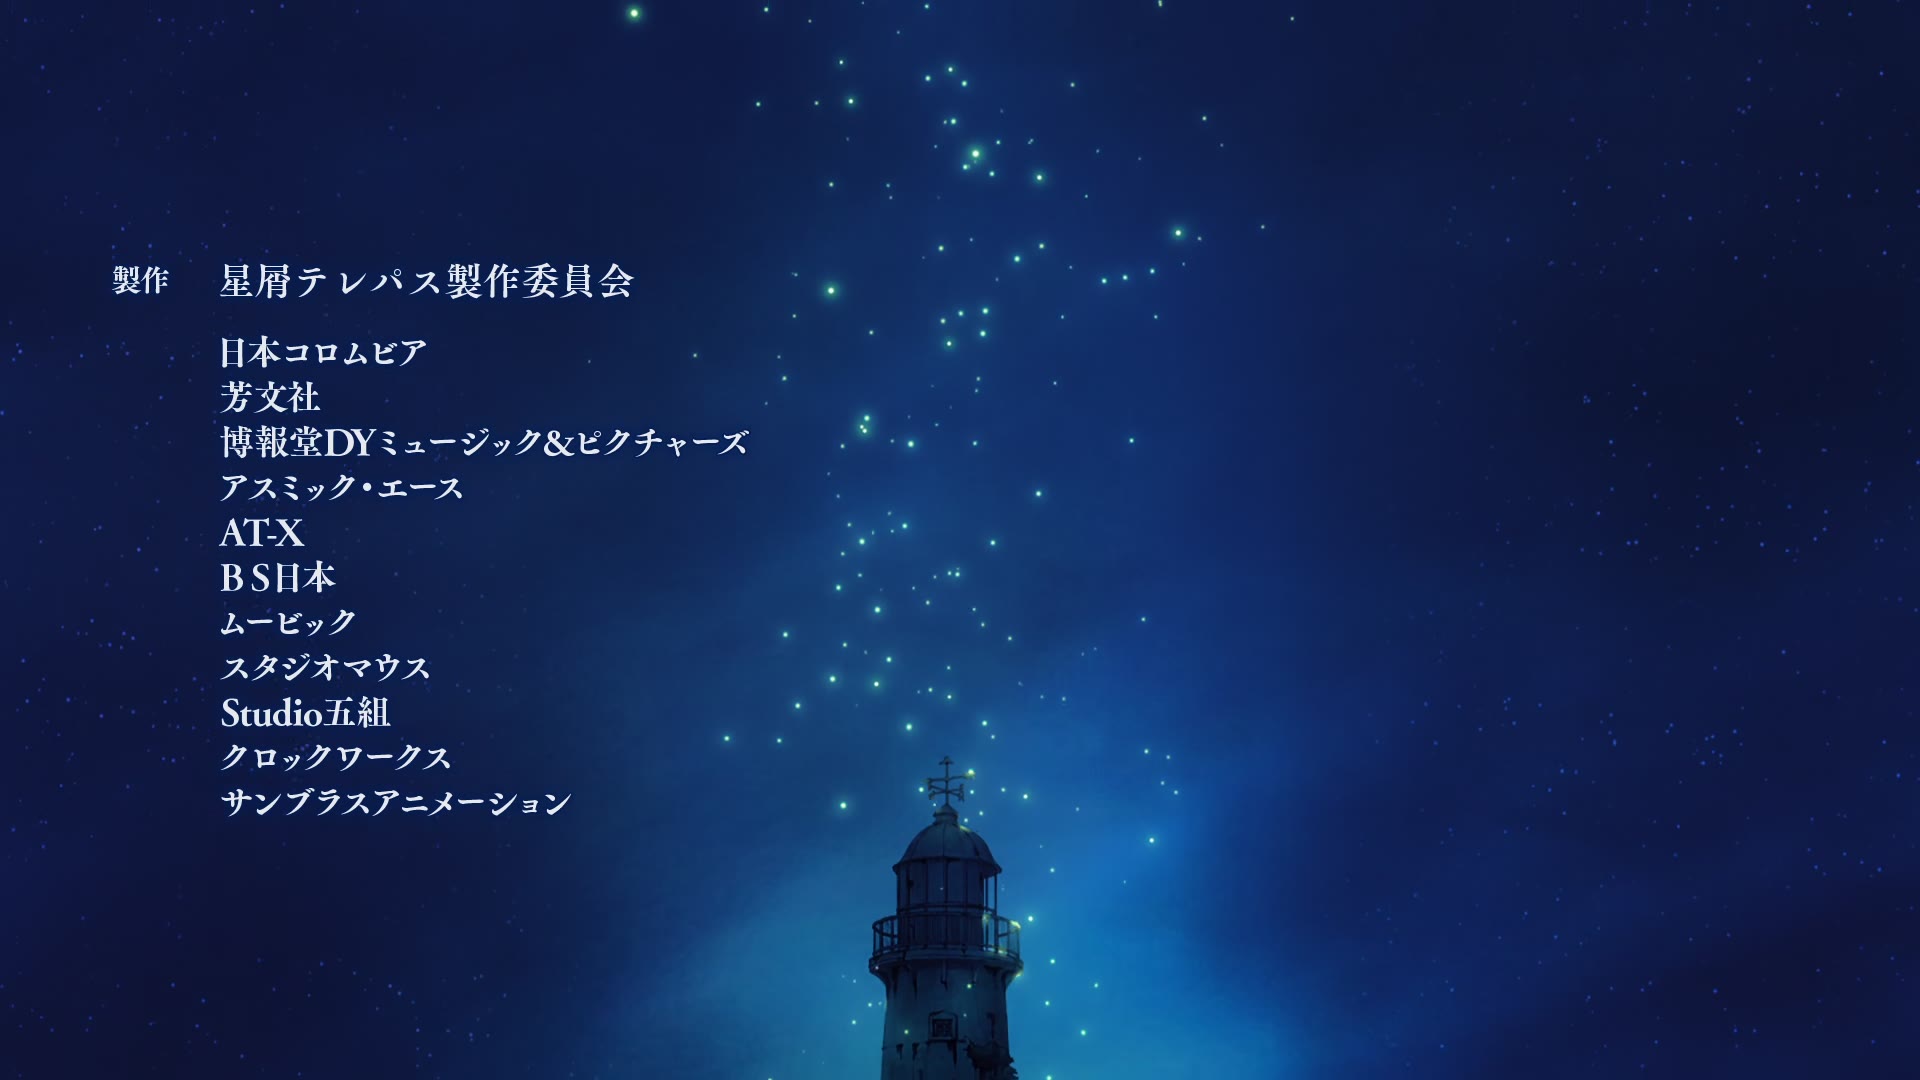 製作 星屑テレパス製作委員会
日本コロムビア
芳文社
博報堂DYミュージック&ピクチャーズ
アスミック・エース
AT-X
BS日本
ムービック
スタジオマウス
Studio五組
クロックワークス
サンブラスアニメーション